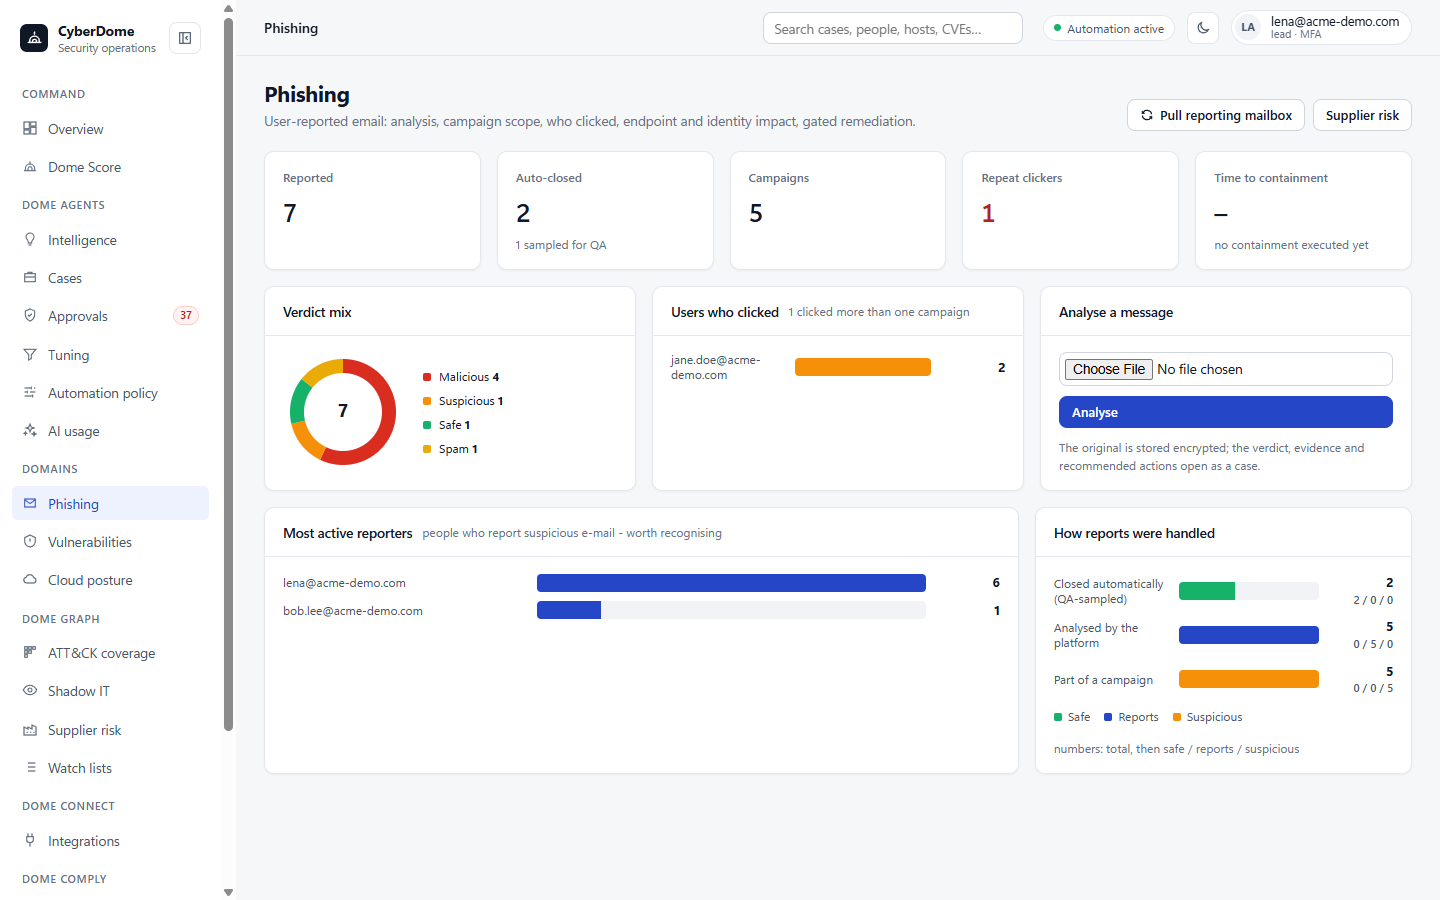 CyberDome
Security operations
COMMAND
Overview
Dome Score
DOME AGENTS
Intelligence
Cases
Approvals 37
Tuning
Automation policy
AI usage
DOMAINS
Phishing
Vulnerabilities
Cloud posture
DOME GRAPH
ATT&CK coverage
Shadow IT
Supplier risk
Watch lists
DOME CONNECT
Integrations
DOME COMPLY
Phishing
Search cases, people, hosts, CVEs...
Automation active
LA
lena@acme-demo.com
lead · MFA
Phishing
User-reported email: analysis, campaign scope, who clicked, endpoint and identity impact, gated remediation.
Pull reporting mailbox
Supplier risk
Reported
7
Auto-closed
2
1 sampled for QA
Campaigns
5
Repeat clickers
1
Time to containment
–
no containment executed yet
Verdict mix
7
Malicious 4
Suspicious 1
Safe 1
Spam 1
Users who clicked 1 clicked more than one campaign
jane.doe@acme-
demo.com
2
Analyse a message
Choose File No file chosen
Analyse
The original is stored encrypted; the verdict, evidence and
recommended actions open as a case.
Most active reporters people who report suspicious e-mail - worth recognising
lena@acme-demo.com 6
bob.lee@acme-demo.com 1
How reports were handled
Closed automatically
(QA-sampled)
2
2 / 0 / 0
Analysed by the
platform
5
0 / 5 / 0
Part of a campaign
5
0 / 0 / 5
Safe Reports Suspicious
numbers: total, then safe / reports / suspicious